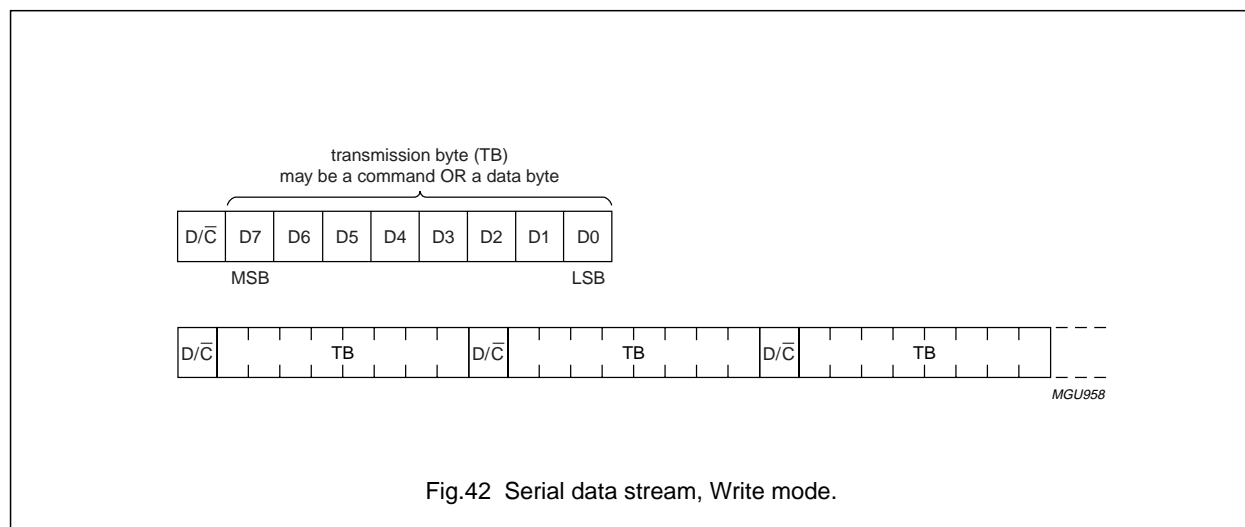 transmission byte (TB)
may be a command OR a data byte
D/C̅ D7 D6 D5 D4 D3 D2 D1 D0
MSB LSB
D/C̅ TB D/C̅ TB D/C̅ TB
MGU958
Fig.42 Serial data stream, Write mode.